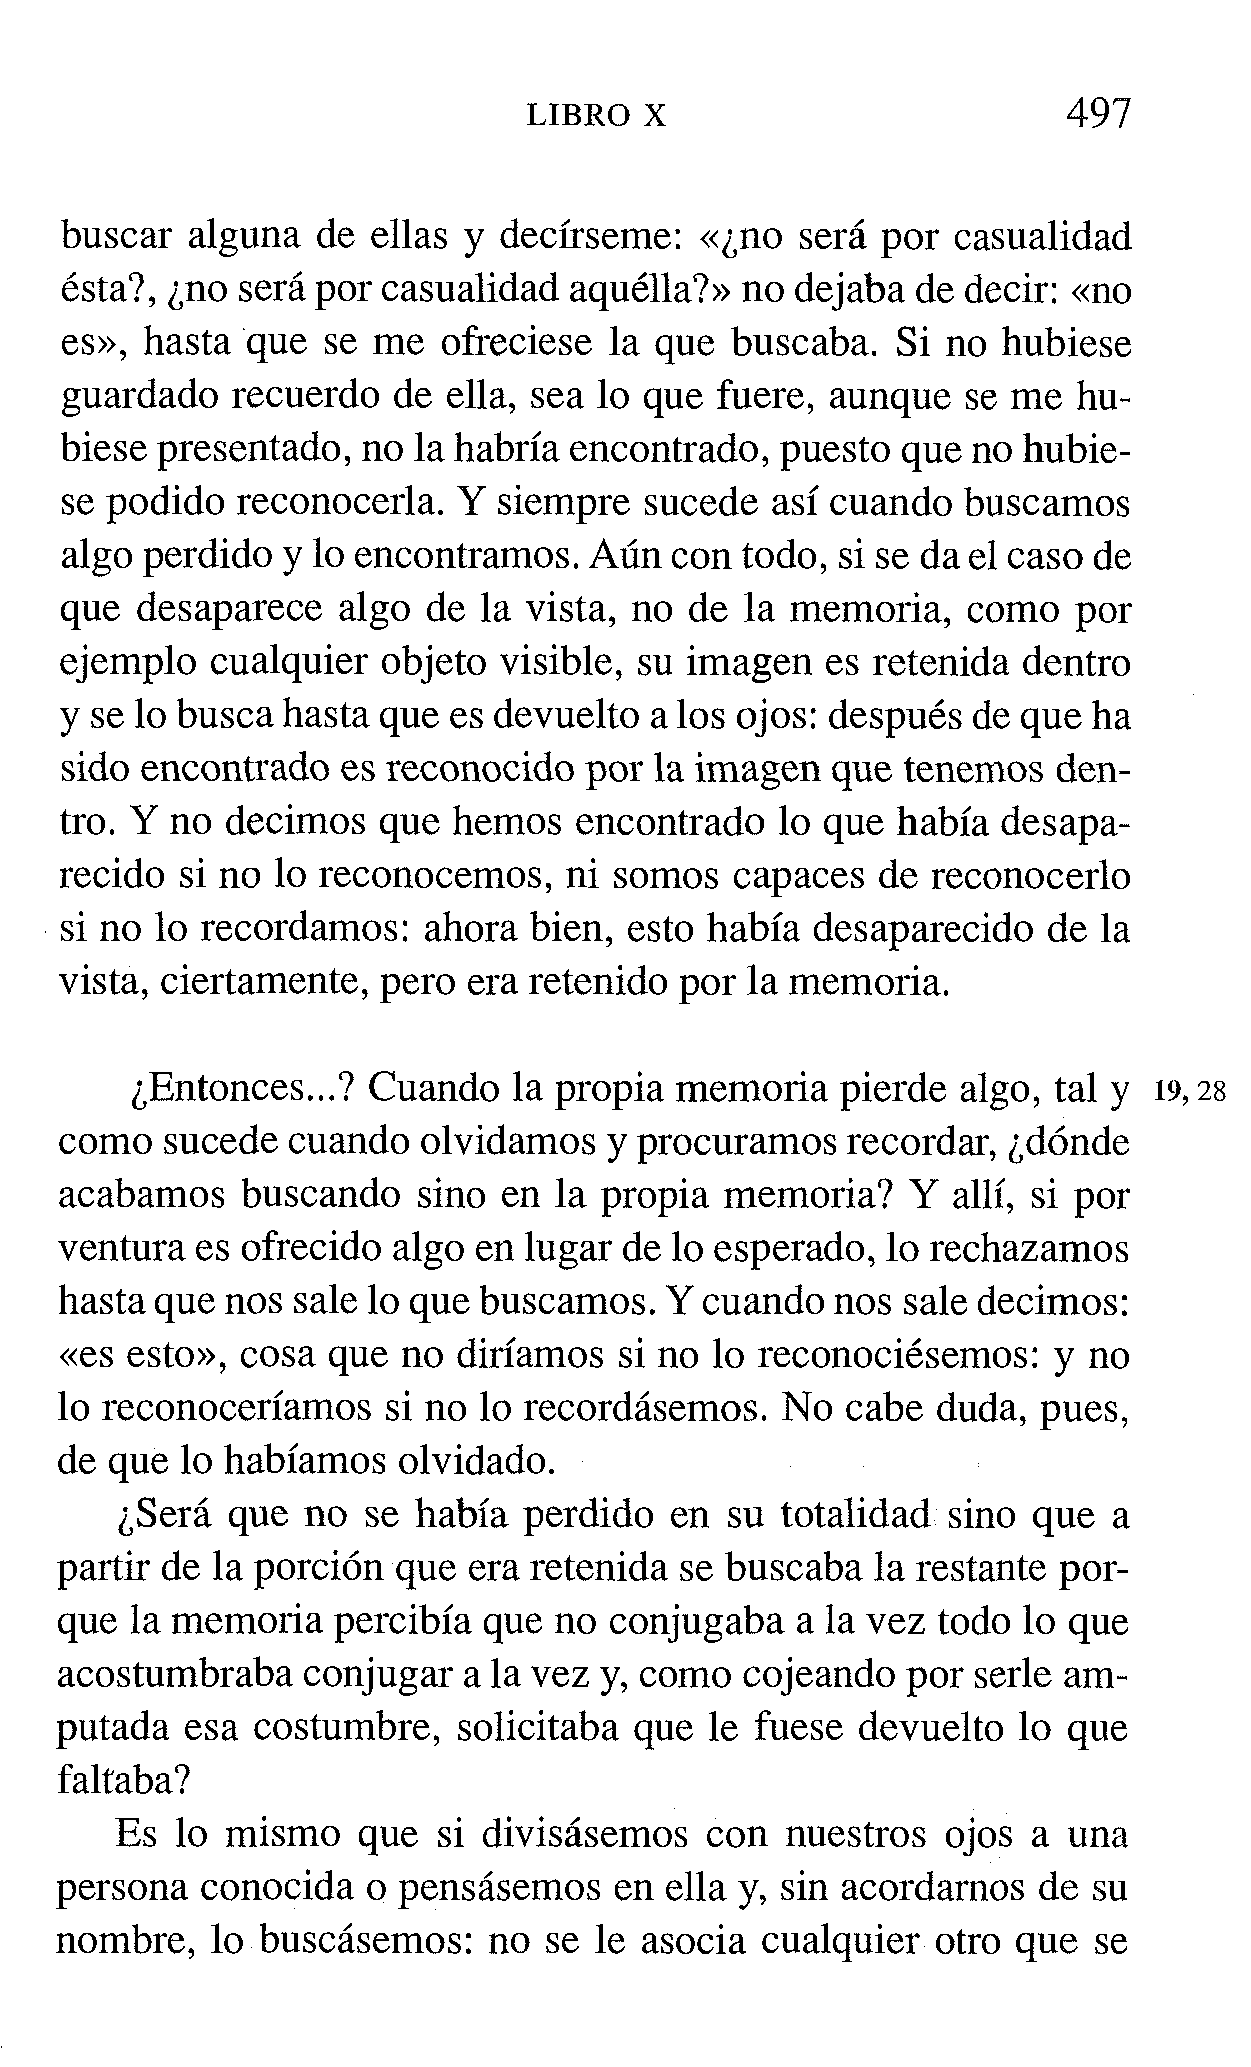 LIBRO X 497
buscar alguna de ellas y decírseme: «¿no será por casualidad
ésta?, ¿no será por casualidad aquélla?» no dejaba de decir: «no
es», hasta que se me ofreciese la que buscaba. Si no hubiese
guardado recuerdo de ella, sea lo que fuere, aunque se me hu-
biese presentado, no la habría encontrado, puesto que no hubie-
se podido reconocerla. Y siempre sucede así cuando buscamos
algo perdido y lo encontramos. Aún con todo, si se da el caso de
que desaparece algo de la vista, no de la memoria, como por
ejemplo cualquier objeto visible, su imagen es retenida dentro
y se lo busca hasta que es devuelto a los ojos: después de que ha
sido encontrado es reconocido por la imagen que tenemos den-
tro. Y no decimos que hemos encontrado lo que había desapa-
recido si no lo reconocemos, ni somos capaces de reconocerlo
si no lo recordamos: ahora bien, esto había desaparecido de la
vista, ciertamente, pero era retenido por la memoria.
¿Entonces...? Cuando la propia memoria pierde algo, tal y 19, 28
como sucede cuando olvidamos y procuramos recordar, ¿dónde
acabamos buscando sino en la propia memoria? Y allí, si por
ventura es ofrecido algo en lugar de lo esperado, lo rechazamos
hasta que nos sale lo que buscamos. Y cuando nos sale decimos:
«es esto», cosa que no diríamos si no lo reconociésemos: y no
lo reconoceríamos si no lo recordásemos. No cabe duda, pues,
de que lo habíamos olvidado.
¿Será que no se había perdido en su totalidad sino que a
partir de la porción que era retenida se buscaba la restante por-
que la memoria percibía que no conjugaba a la vez todo lo que
acostumbraba conjugar a la vez y, como cojeando por serle am-
putada esa costumbre, solicitaba que le fuese devuelto lo que
faltaba?
Es lo mismo que si divisásemos con nuestros ojos a una
persona conocida o pensásemos en ella y, sin acordarnos de su
nombre, lo buscásemos: no se le asocia cualquier otro que se